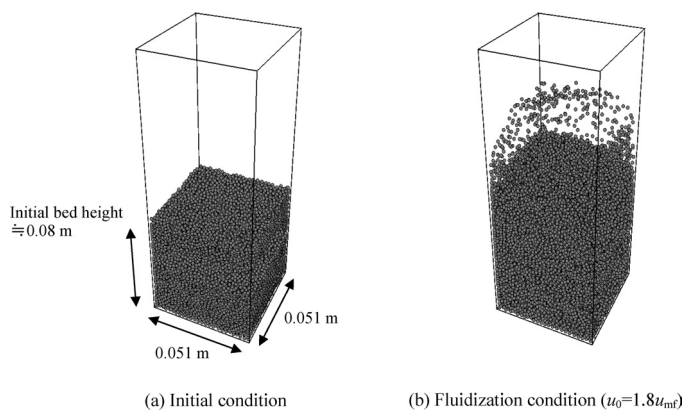 Initial bed height
≒0.08 m
0.051 m
0.051 m
(a) Initial condition
(b) Fluidization condition (u0=1.8umf)